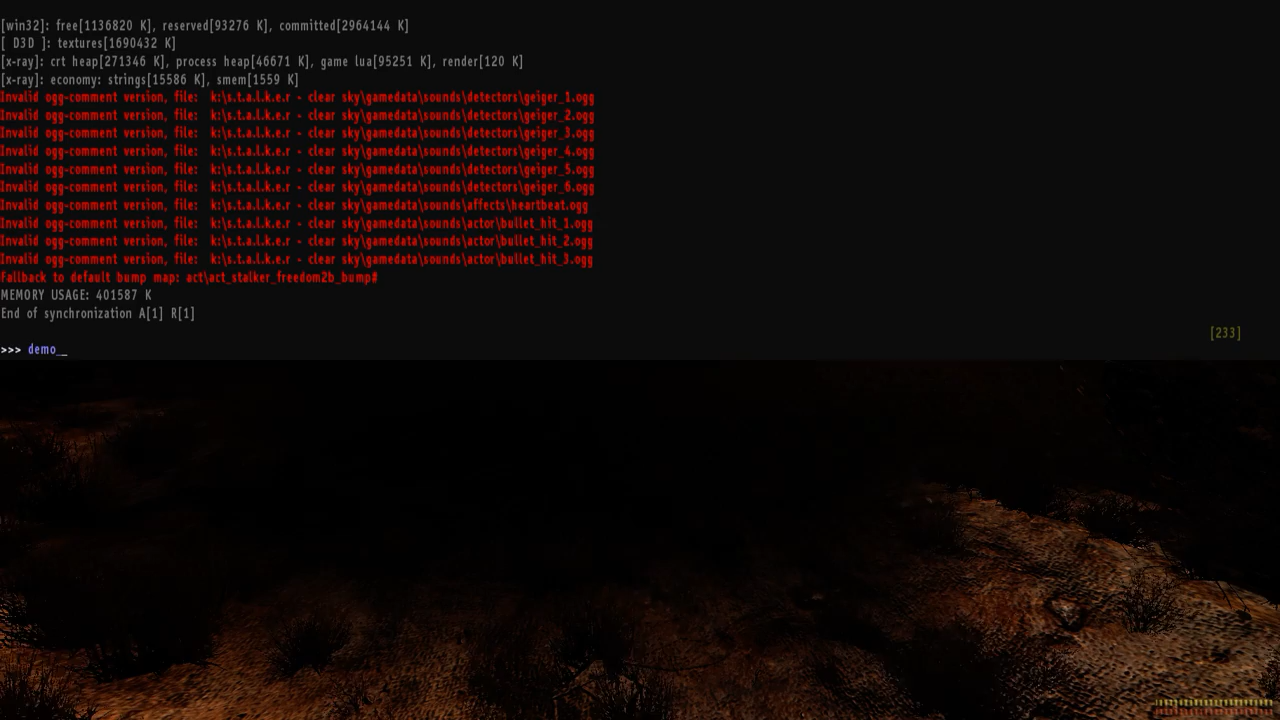 [win32]: free[1136820 K], reserved[93276 K], committed[2964144 K]
[ D3D ]: textures[1690432 K]
[x-ray]: crt heap[271346 K], process heap[46671 K], game lua[95251 K], render[120 K]
[x-ray]: economy: strings[15586 K], smem[1559 K]
Invalid ogg-comment version, file:  k:\s.t.a.l.k.e.r - clear sky\gamedata\sounds\detectors\geiger_1.ogg
Invalid ogg-comment version, file:  k:\s.t.a.l.k.e.r - clear sky\gamedata\sounds\detectors\geiger_2.ogg
Invalid ogg-comment version, file:  k:\s.t.a.l.k.e.r - clear sky\gamedata\sounds\detectors\geiger_3.ogg
Invalid ogg-comment version, file:  k:\s.t.a.l.k.e.r - clear sky\gamedata\sounds\detectors\geiger_4.ogg
Invalid ogg-comment version, file:  k:\s.t.a.l.k.e.r - clear sky\gamedata\sounds\detectors\geiger_5.ogg
Invalid ogg-comment version, file:  k:\s.t.a.l.k.e.r - clear sky\gamedata\sounds\detectors\geiger_6.ogg
Invalid ogg-comment version, file:  k:\s.t.a.l.k.e.r - clear sky\gamedata\sounds\affects\heartbeat.ogg
Invalid ogg-comment version, file:  k:\s.t.a.l.k.e.r - clear sky\gamedata\sounds\actor\bullet_hit_1.ogg
Invalid ogg-comment version, file:  k:\s.t.a.l.k.e.r - clear sky\gamedata\sounds\actor\bullet_hit_2.ogg
Invalid ogg-comment version, file:  k:\s.t.a.l.k.e.r - clear sky\gamedata\sounds\actor\bullet_hit_3.ogg
Fallback to default bump map: act\act_stalker_freedom2b_bump#
MEMORY USAGE: 401587 K
End of synchronization A[1] R[1]
[233]
>>> demo__